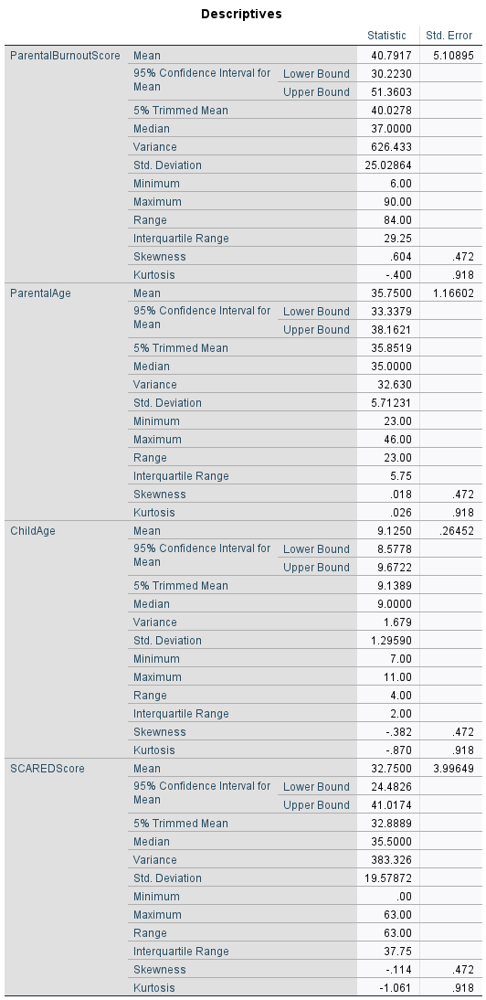 Descriptives
Statistic Std. Error
ParentalBurnoutScore Mean 40.7917 5.10895
95% Confidence Interval for Mean Lower Bound 30.2230
Upper Bound 51.3603
5% Trimmed Mean 40.0278
Median 37.0000
Variance 626.433
Std. Deviation 25.02864
Minimum 6.00
Maximum 90.00
Range 84.00
Interquartile Range 29.25
Skewness .604 .472
Kurtosis -.400 .918
ParentalAge Mean 35.7500 1.16602
95% Confidence Interval for Mean Lower Bound 33.3379
Upper Bound 38.1621
5% Trimmed Mean 35.8519
Median 35.0000
Variance 32.630
Std. Deviation 5.71231
Minimum 23.00
Maximum 46.00
Range 23.00
Interquartile Range 5.75
Skewness .018 .472
Kurtosis .026 .918
ChildAge Mean 9.1250 .26452
95% Confidence Interval for Mean Lower Bound 8.5778
Upper Bound 9.6722
5% Trimmed Mean 9.1389
Median 9.0000
Variance 1.679
Std. Deviation 1.29590
Minimum 7.00
Maximum 11.00
Range 4.00
Interquartile Range 2.00
Skewness -.382 .472
Kurtosis -.870 .918
SCAREDScore Mean 32.7500 3.99649
95% Confidence Interval for Mean Lower Bound 24.4826
Upper Bound 41.0174
5% Trimmed Mean 32.8889
Median 35.5000
Variance 383.326
Std. Deviation 19.57872
Minimum .00
Maximum 63.00
Range 63.00
Interquartile Range 37.75
Skewness -.114 .472
Kurtosis -1.061 .918